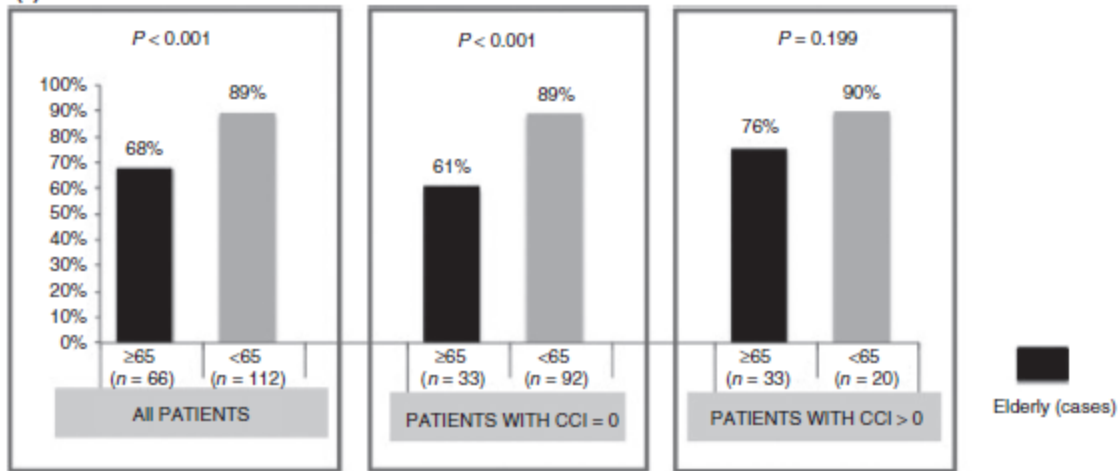 P < 0.001
P < 0.001
P = 0.199
100%
90%
80%
70%
60%
50%
40%
30%
20%
10%
0%
68%
89%
61%
89%
76%
90%
≥65
(n = 66)
<65
(n = 112)
≥65
(n = 33)
<65
(n = 92)
≥65
(n = 33)
<65
(n = 20)
All PATIENTS
PATIENTS WITH CCI = 0
PATIENTS WITH CCI > 0
Elderly (cases)